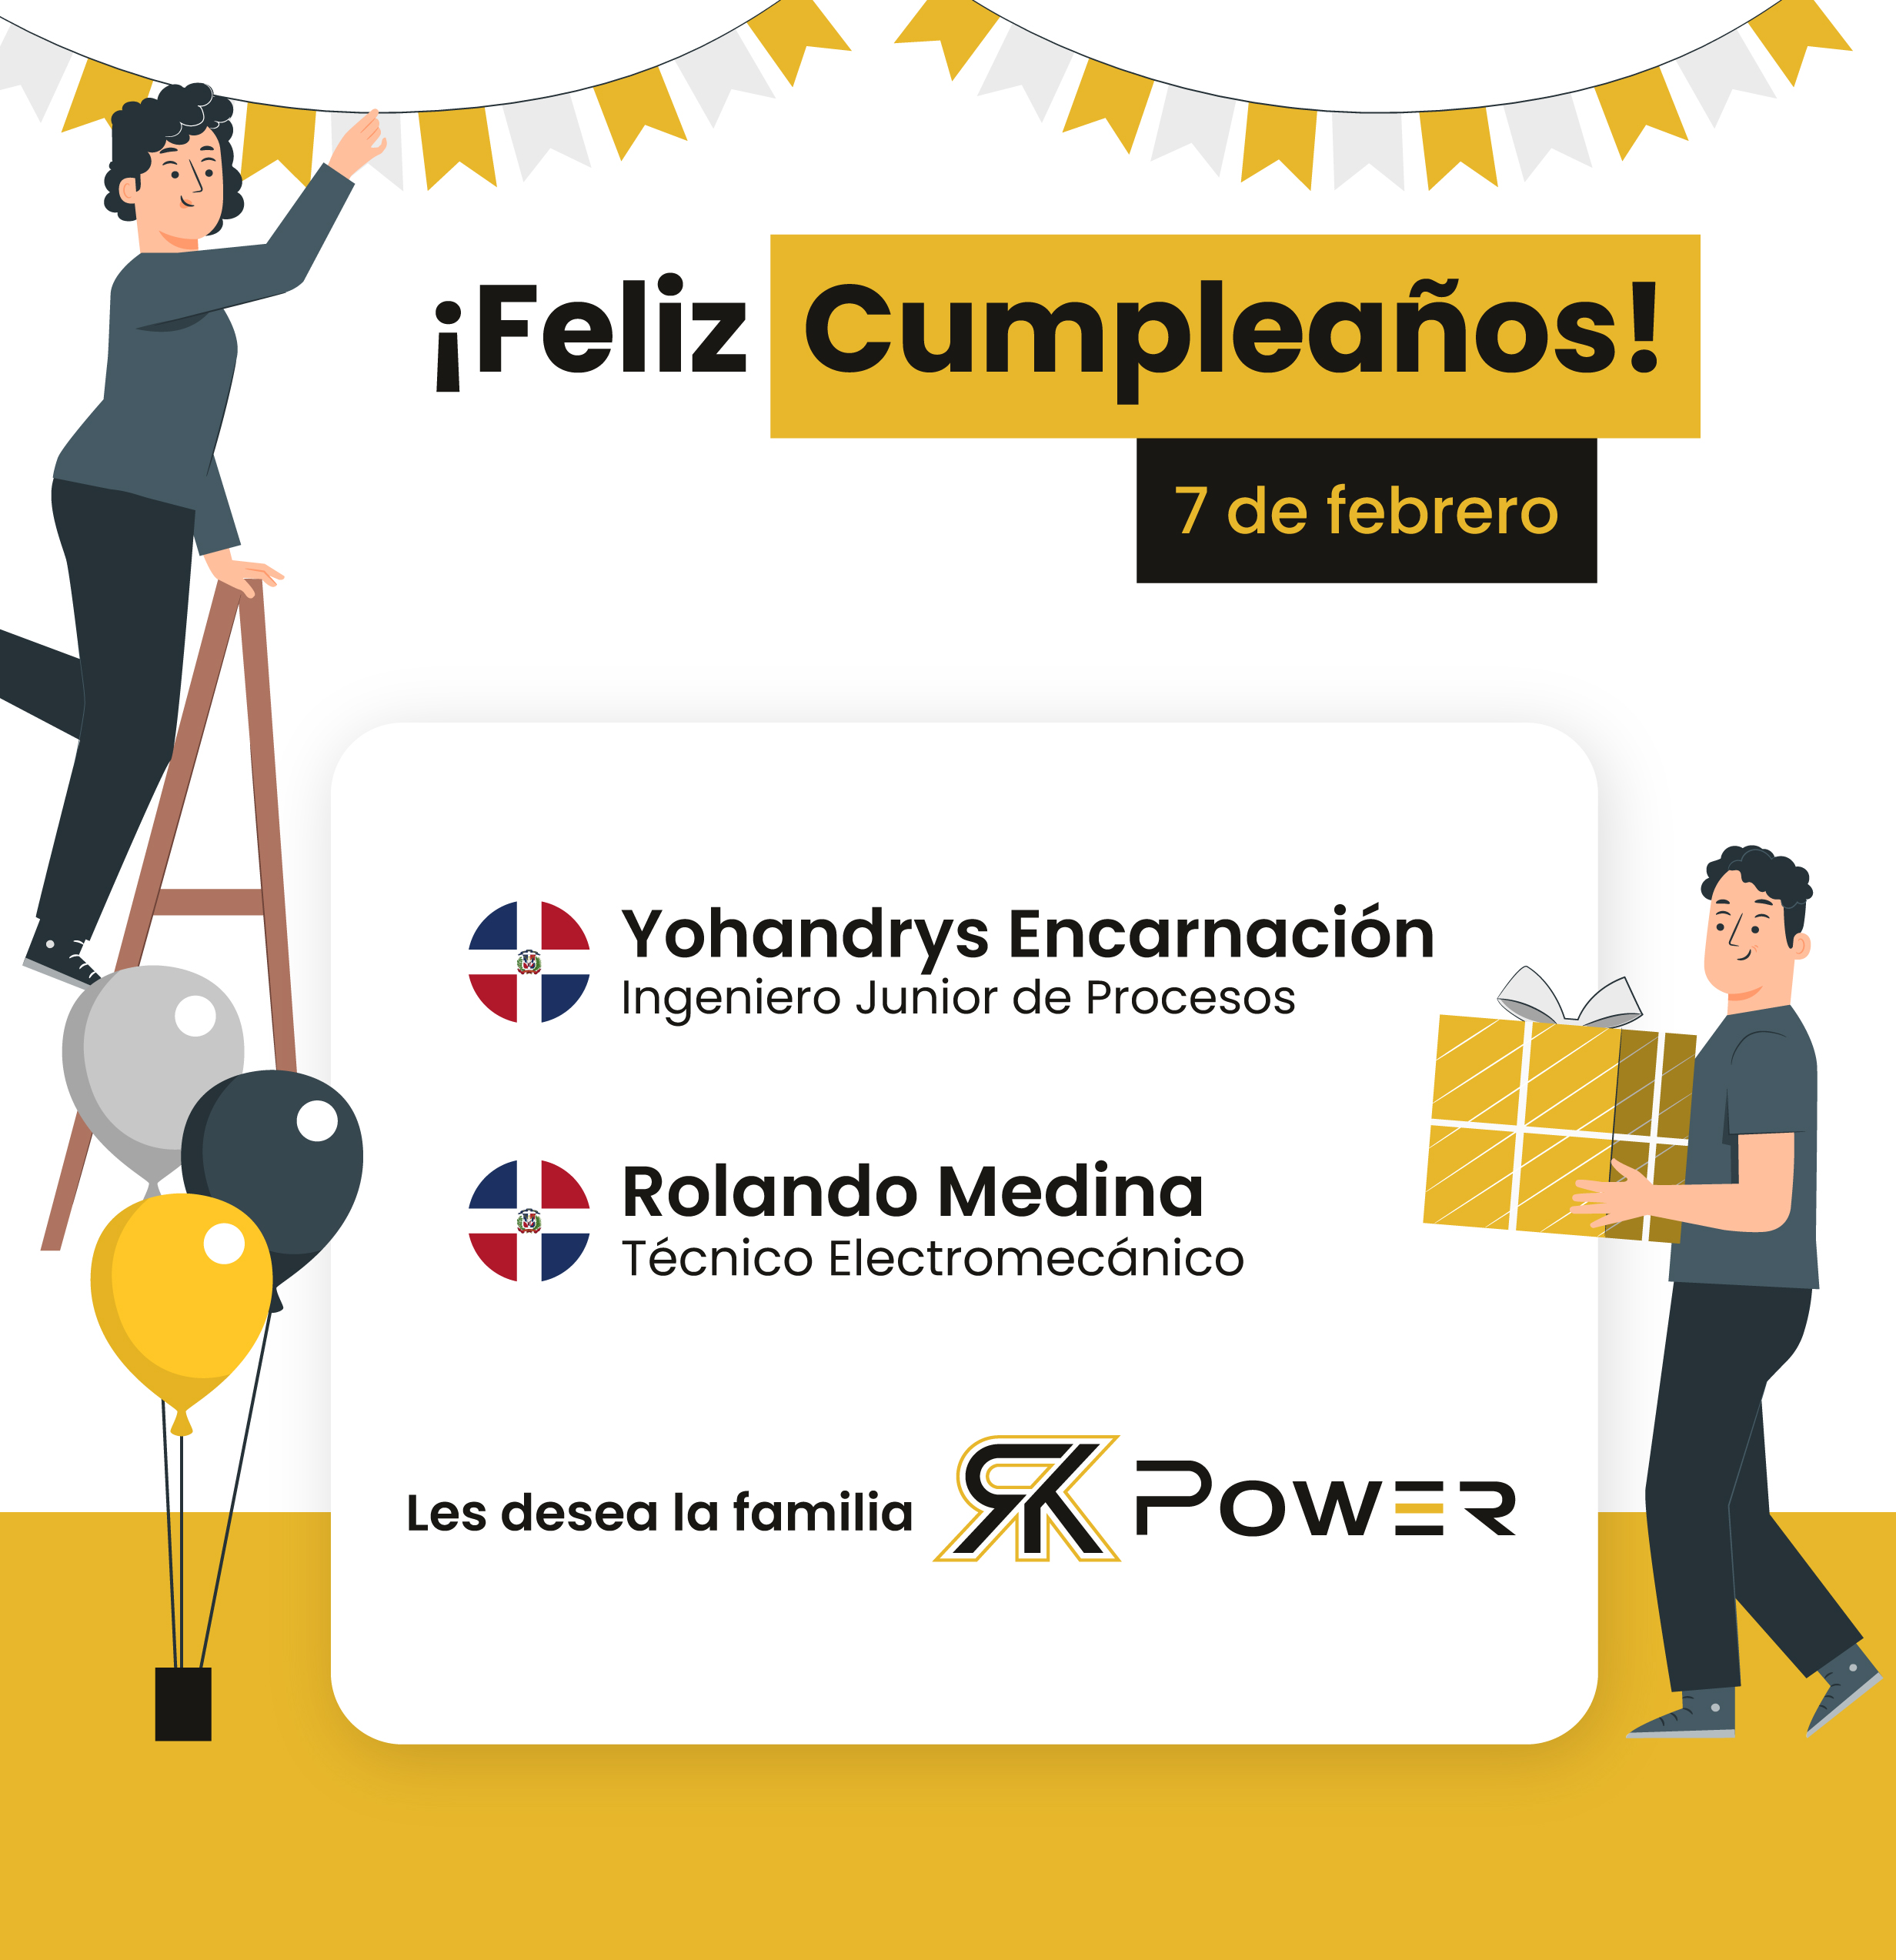 ¡Feliz Cumpleaños!
7 de febrero
Yohandrys Encarnación
Ingeniero Junior de Procesos
Rolando Medina
Técnico Electromecánico
Les desea la familia RK PoWER